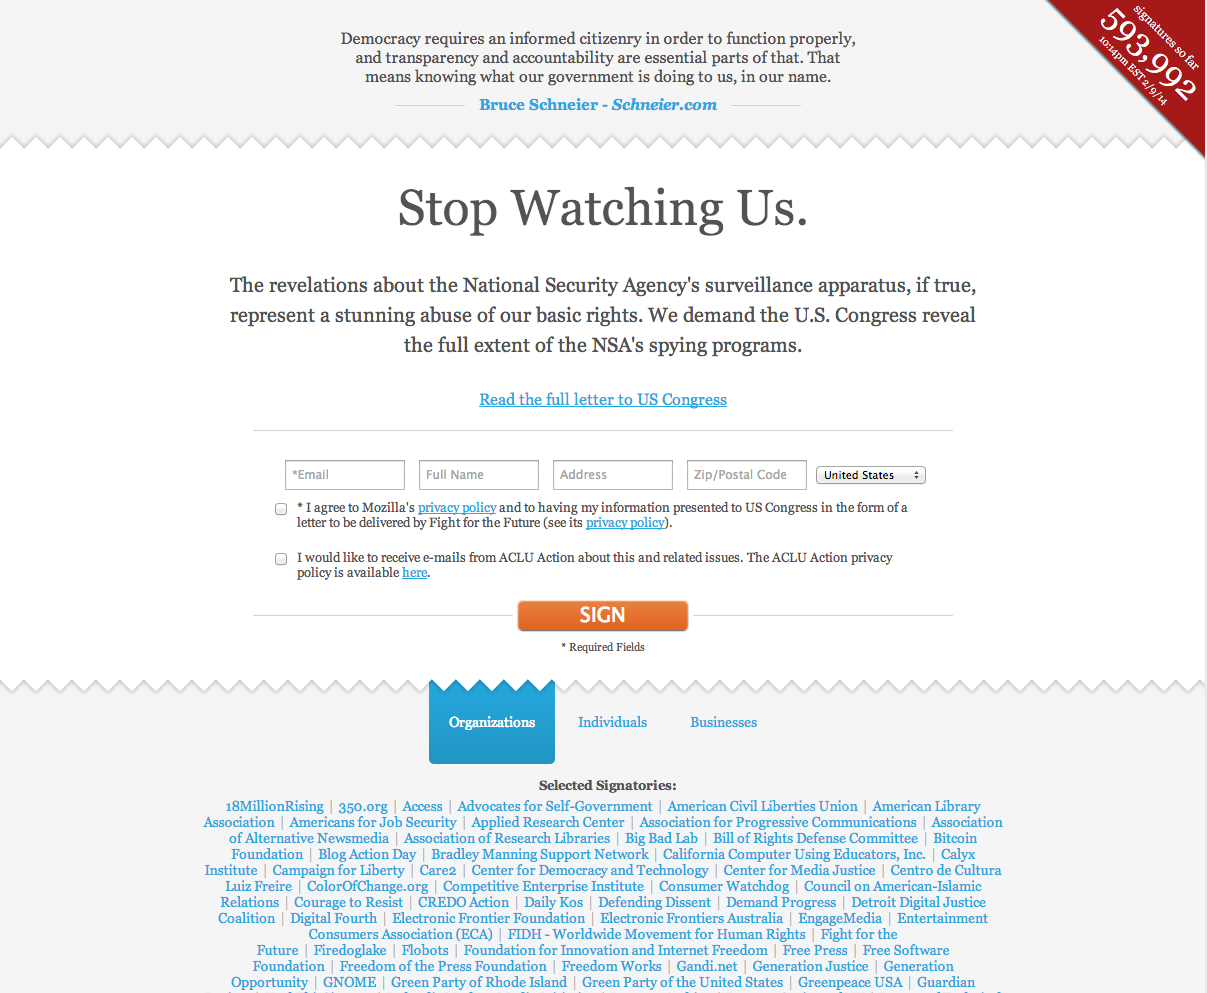 Democracy requires an informed citizenry in order to function properly,
and transparency and accountability are essential parts of that. That
means knowing what our government is doing to us, in our name.
Bruce Schneier - Schneier.com
signatures so far
593,992
10:14pm EST 2/9/14
Stop Watching Us.
The revelations about the National Security Agency's surveillance apparatus, if true,
represent a stunning abuse of our basic rights. We demand the U.S. Congress reveal
the full extent of the NSA's spying programs.
Read the full letter to US Congress
*Email Full Name Address Zip/Postal Code United States
* I agree to Mozilla's privacy policy and to having my information presented to US Congress in the form of a
letter to be delivered by Fight for the Future (see its privacy policy).
I would like to receive e-mails from ACLU Action about this and related issues. The ACLU Action privacy
policy is available here.
SIGN
* Required Fields
Organizations Individuals Businesses
Selected Signatories:
18MillionRising | 350.org | Access | Advocates for Self-Government | American Civil Liberties Union | American Library
Association | Americans for Job Security | Applied Research Center | Association for Progressive Communications | Association
of Alternative Newsmedia | Association of Research Libraries | Big Bad Lab | Bill of Rights Defense Committee | Bitcoin
Foundation | Blog Action Day | Bradley Manning Support Network | California Computer Using Educators, Inc. | Calyx
Institute | Campaign for Liberty | Care2 | Center for Democracy and Technology | Center for Media Justice | Centro de Cultura
Luiz Freire | ColorOfChange.org | Competitive Enterprise Institute | Consumer Watchdog | Council on American-Islamic
Relations | Courage to Resist | CREDO Action | Daily Kos | Defending Dissent | Demand Progress | Detroit Digital Justice
Coalition | Digital Fourth | Electronic Frontier Foundation | Electronic Frontiers Australia | EngageMedia | Entertainment
Consumers Association (ECA) | FIDH - Worldwide Movement for Human Rights | Fight for the
Future | Firedoglake | Flobots | Foundation for Innovation and Internet Freedom | Free Press | Free Software
Foundation | Freedom of the Press Foundation | Freedom Works | Gandi.net | Generation Justice | Generation
Opportunity | GNOME | Green Party of Rhode Island | Green Party of the United States | Greenpeace USA | Guardian